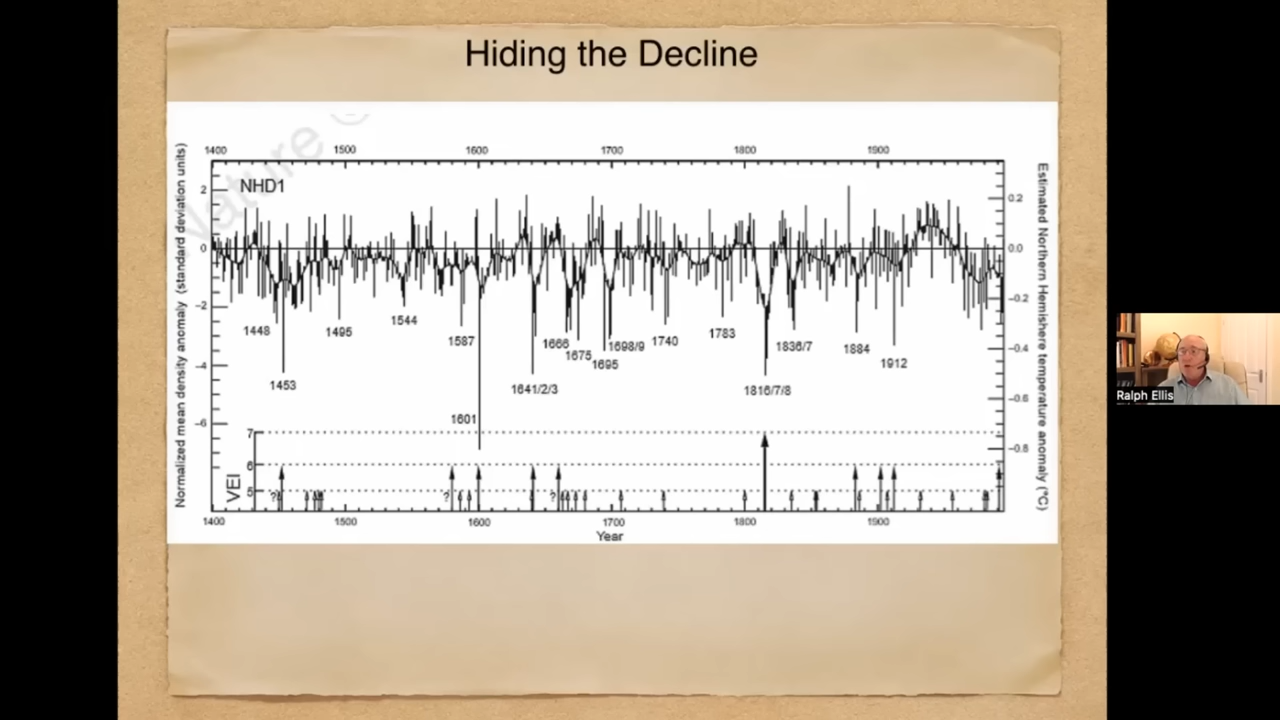 Hiding the Decline
Nature ©
1400 1500 1600 1700 1800 1900
Normalized mean density anomaly (standard deviation units)
Estimated Northern Hemishere temperature anomaly (°C)
NHD1
2
0
-2
-4
-6
0.2
0.0
-0.2
-0.4
-0.6
-0.8
1448
1453
1495
1544
1587
1601
1641/2/3
1666
1675
1695
1698/9
1740
1783
1816/7/8
1836/7
1884
1912
VEI
7
6
5
? ? ?
1400 1500 1600 1700 1800 1900
Year
Ralph Ellis